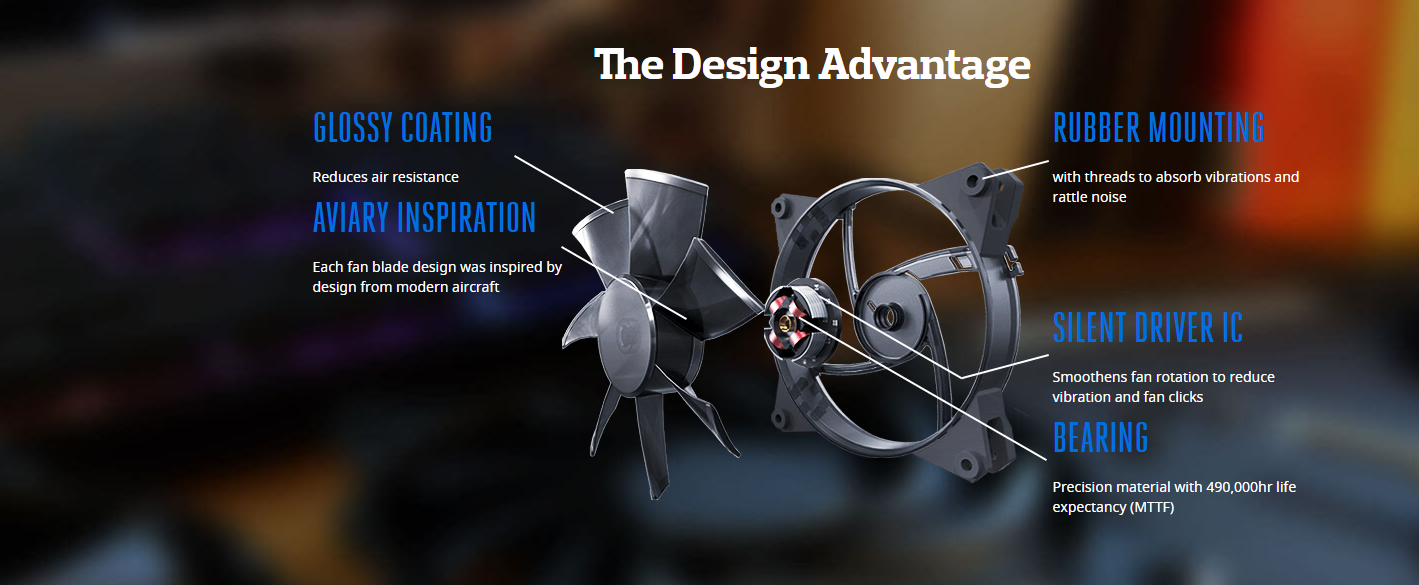 The Design Advantage
GLOSSY COATING
Reduces air resistance
AVIARY INSPIRATION
Each fan blade design was inspired by
design from modern aircraft
RUBBER MOUNTING
with threads to absorb vibrations and
rattle noise
SILENT DRIVER IC
Smoothens fan rotation to reduce
vibration and fan clicks
BEARING
Precision material with 490,000hr life
expectancy (MTTF)